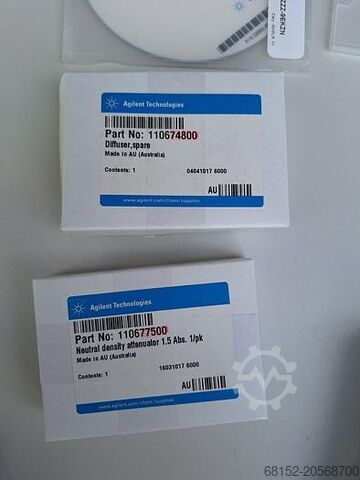 ZZZ-9EKZN
Agilent Technologies
Part No: 110674800
Diffuser,spare
Made in AU (Australia)
Contents: 1
04041017 6000
AU
www.agilent.com/chem/supplies
Agilent Technologies
Part No: 110677500
Neutral density attenuator 1.5 Abs. 1/pk
Made in AU (Australia)
Contents: 1
16031017 6000
AU
www.agilent.com/chem/supplies
68152-20568700